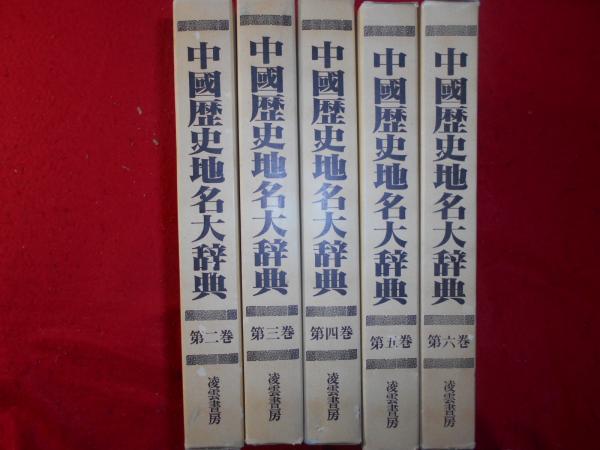 中國歴史地名大辞典
第二巻
凌雲書房
中國歴史地名大辞典
第三巻
凌雲書房
中國歴史地名大辞典
第四巻
凌雲書房
中國歴史地名大辞典
第五巻
凌雲書房
中國歴史地名大辞典
第六巻
凌雲書房